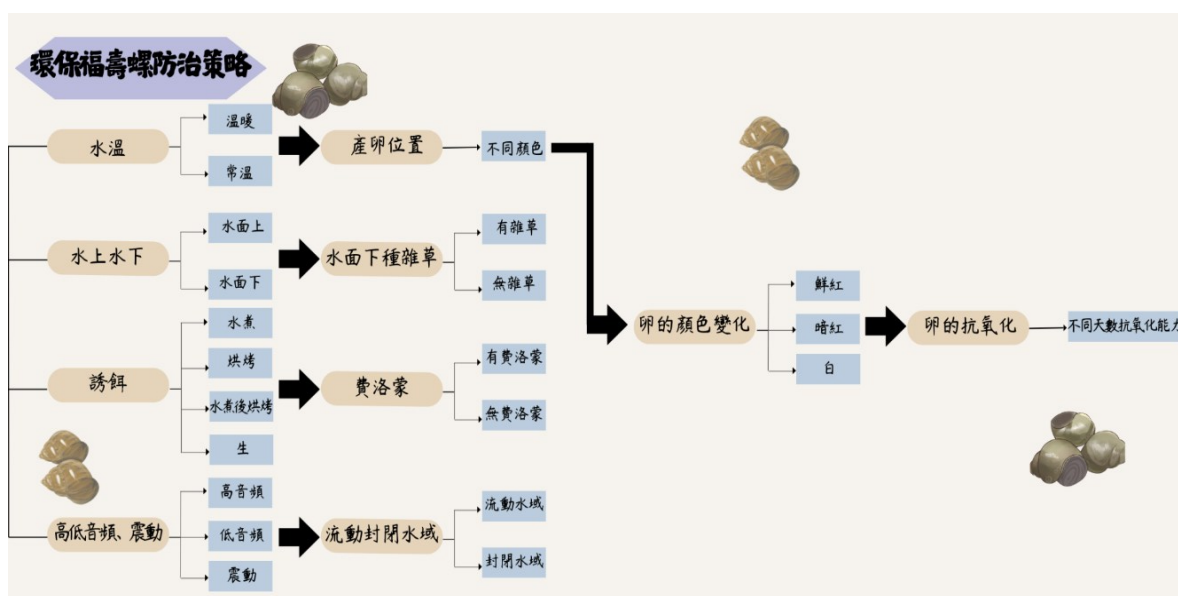 環保福壽螺防治策略
水溫
溫暖
常溫
產卵位置
不同顏色
水上水下
水面上
水面下
水面下種雜草
有雜草
無雜草
誘餌
水煮
烘烤
水煮後烘烤
生
費洛蒙
有費洛蒙
無費洛蒙
高低音頻、震動
高音頻
低音頻
震動
流動封閉水域
流動水域
封閉水域
卵的顏色變化
鮮紅
暗紅
白
卵的抗氧化
不同天數抗氧化能力